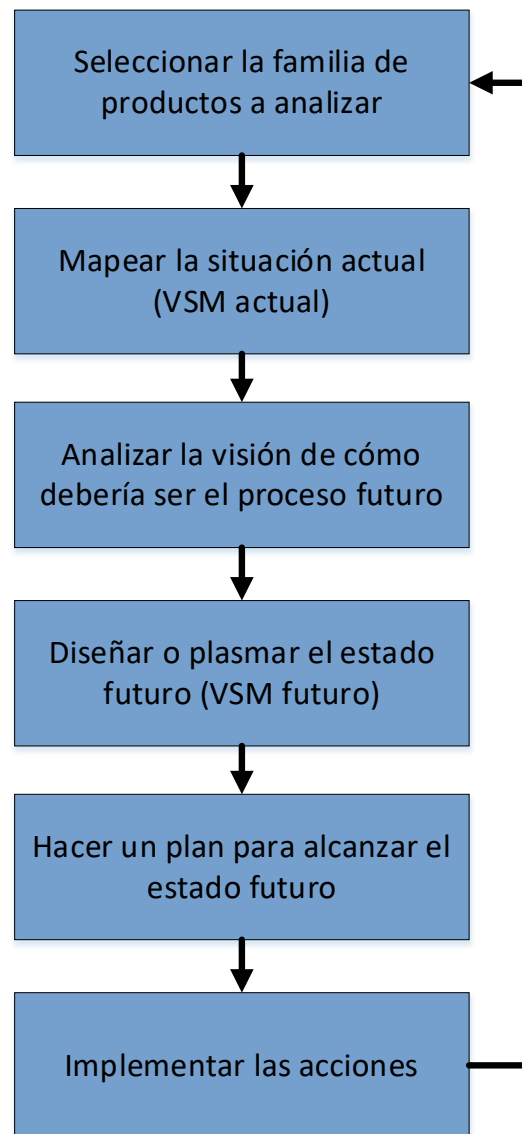 Seleccionar la familia de
productos a analizar
Mapear la situación actual
(VSM actual)
Analizar la visión de cómo
debería ser el proceso futuro
Diseñar o plasmar el estado
futuro (VSM futuro)
Hacer un plan para alcanzar el
estado futuro
Implementar las acciones